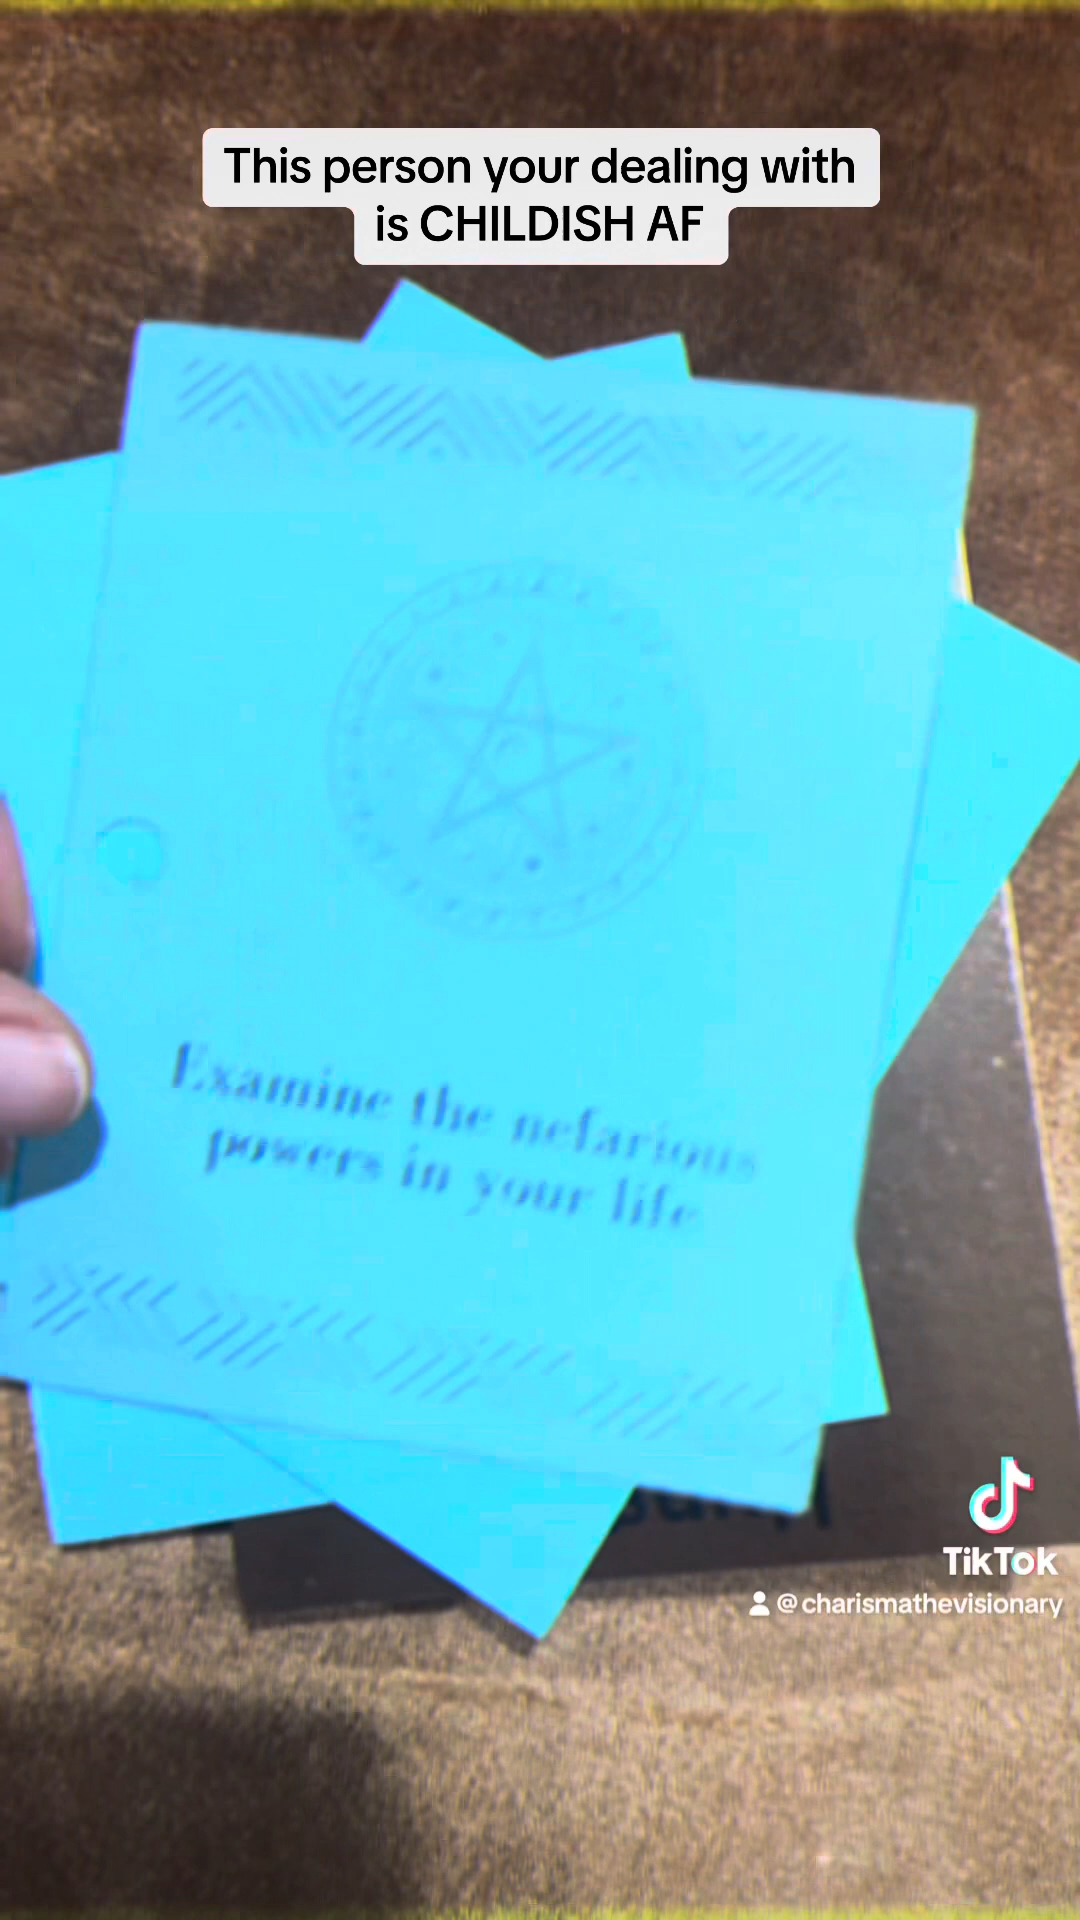 This person your dealing with
is CHILDISH AF
Examine the nefarious
powers in your life
TikTok
@charismathevisionary